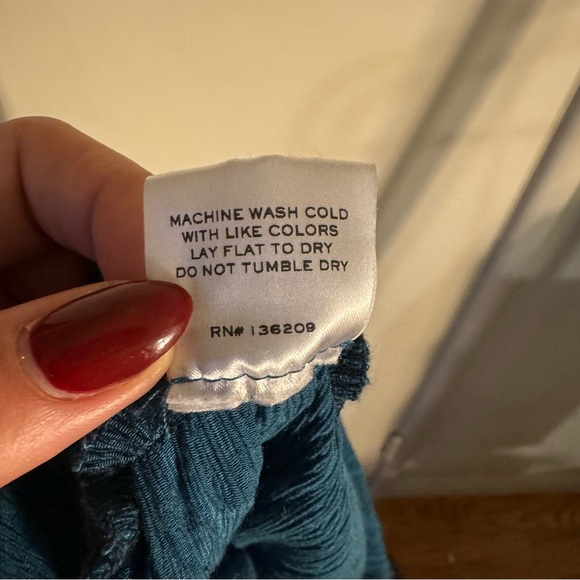 MACHINE WASH COLD
WITH LIKE COLORS
LAY FLAT TO DRY
DO NOT TUMBLE DRY
RN# 136209